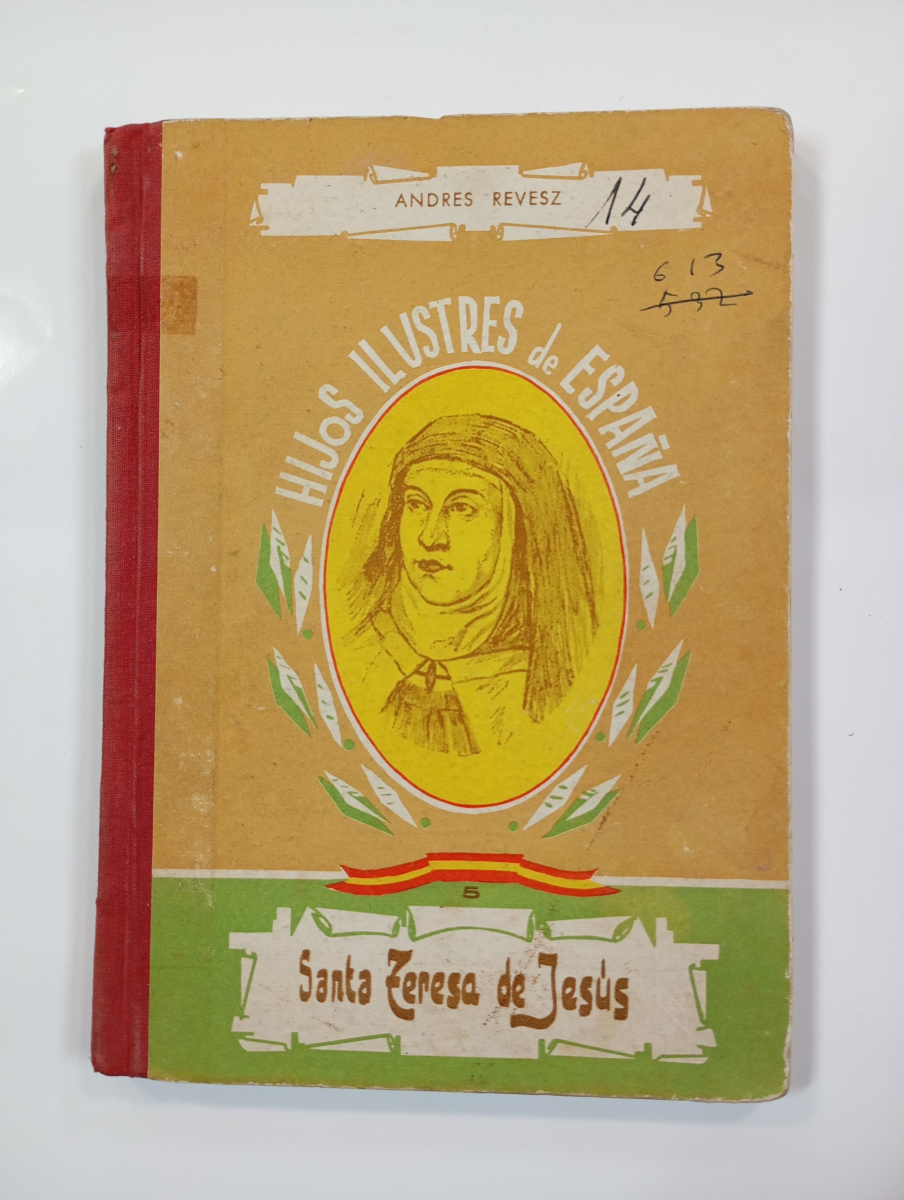 ANDRES REVESZ 14
6 13
532
HIJOS ILUSTRES de ESPAÑA
5
Santa Teresa de Jesús